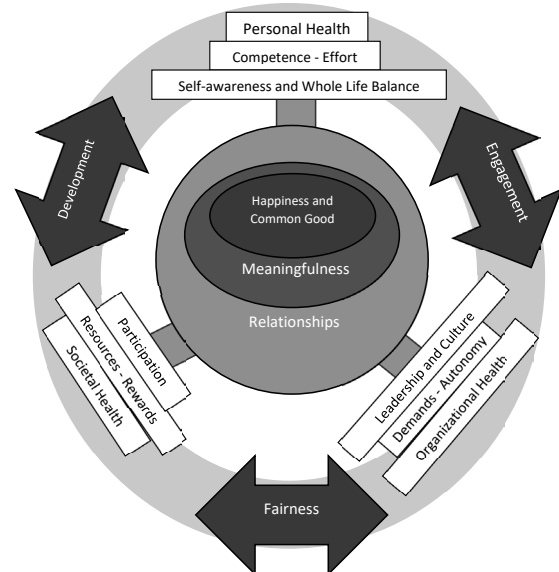 Personal Health
Competence - Effort
Self-awareness and Whole Life Balance
Development
Engagement
Happiness and
Common Good
Meaningfulness
Relationships
Participation
Resources - Rewards
Societal Health
Leadership and Culture
Demands - Autonomy
Organizational Health
Fairness